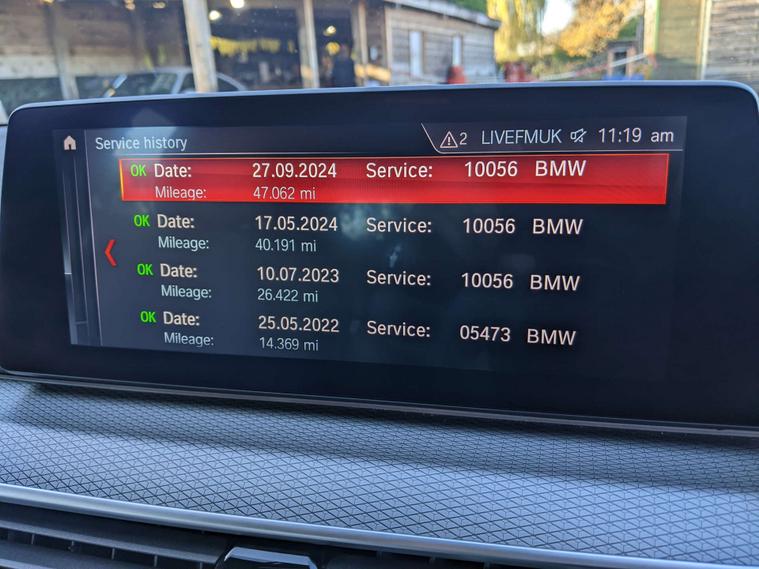 Service history 2 LIVEFMUK 11:19 am
OK Date: 27.09.2024 Service: 10056 BMW
Mileage: 47.062 mi
OK Date: 17.05.2024 Service: 10056 BMW
Mileage: 40.191 mi
OK Date: 10.07.2023 Service: 10056 BMW
Mileage: 26.422 mi
OK Date: 25.05.2022 Service: 05473 BMW
Mileage: 14.369 mi